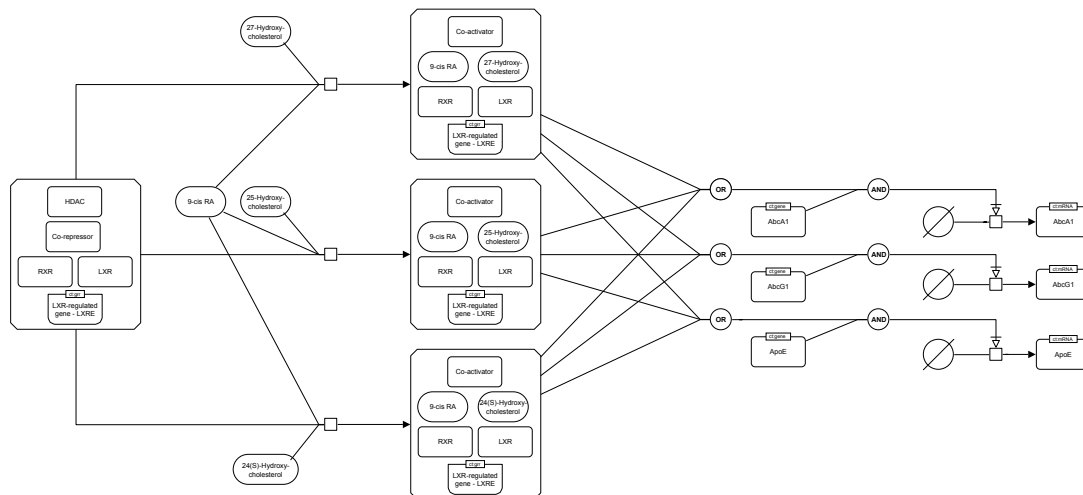 27-Hydroxy-
cholesterol
Co-activator
9-cis RA
27-Hydroxy-
cholesterol
RXR
LXR
ct:grr
LXR-regulated
gene - LXRE
HDAC
Co-repressor
RXR
LXR
ct:grr
LXR-regulated
gene - LXRE
9-cis RA
25-Hydroxy-
cholesterol
Co-activator
9-cis RA
25-Hydroxy-
cholesterol
RXR
LXR
ct:grr
LXR-regulated
gene - LXRE
24(S)-Hydroxy-
cholesterol
Co-activator
9-cis RA
24(S)-Hydroxy-
cholesterol
RXR
LXR
ct:grr
LXR-regulated
gene - LXRE
OR
AND
ct:gene
AbcA1
ct:mRNA
AbcA1
OR
AND
ct:gene
AbcG1
ct:mRNA
AbcG1
OR
AND
ct:gene
ApoE
ct:mRNA
ApoE